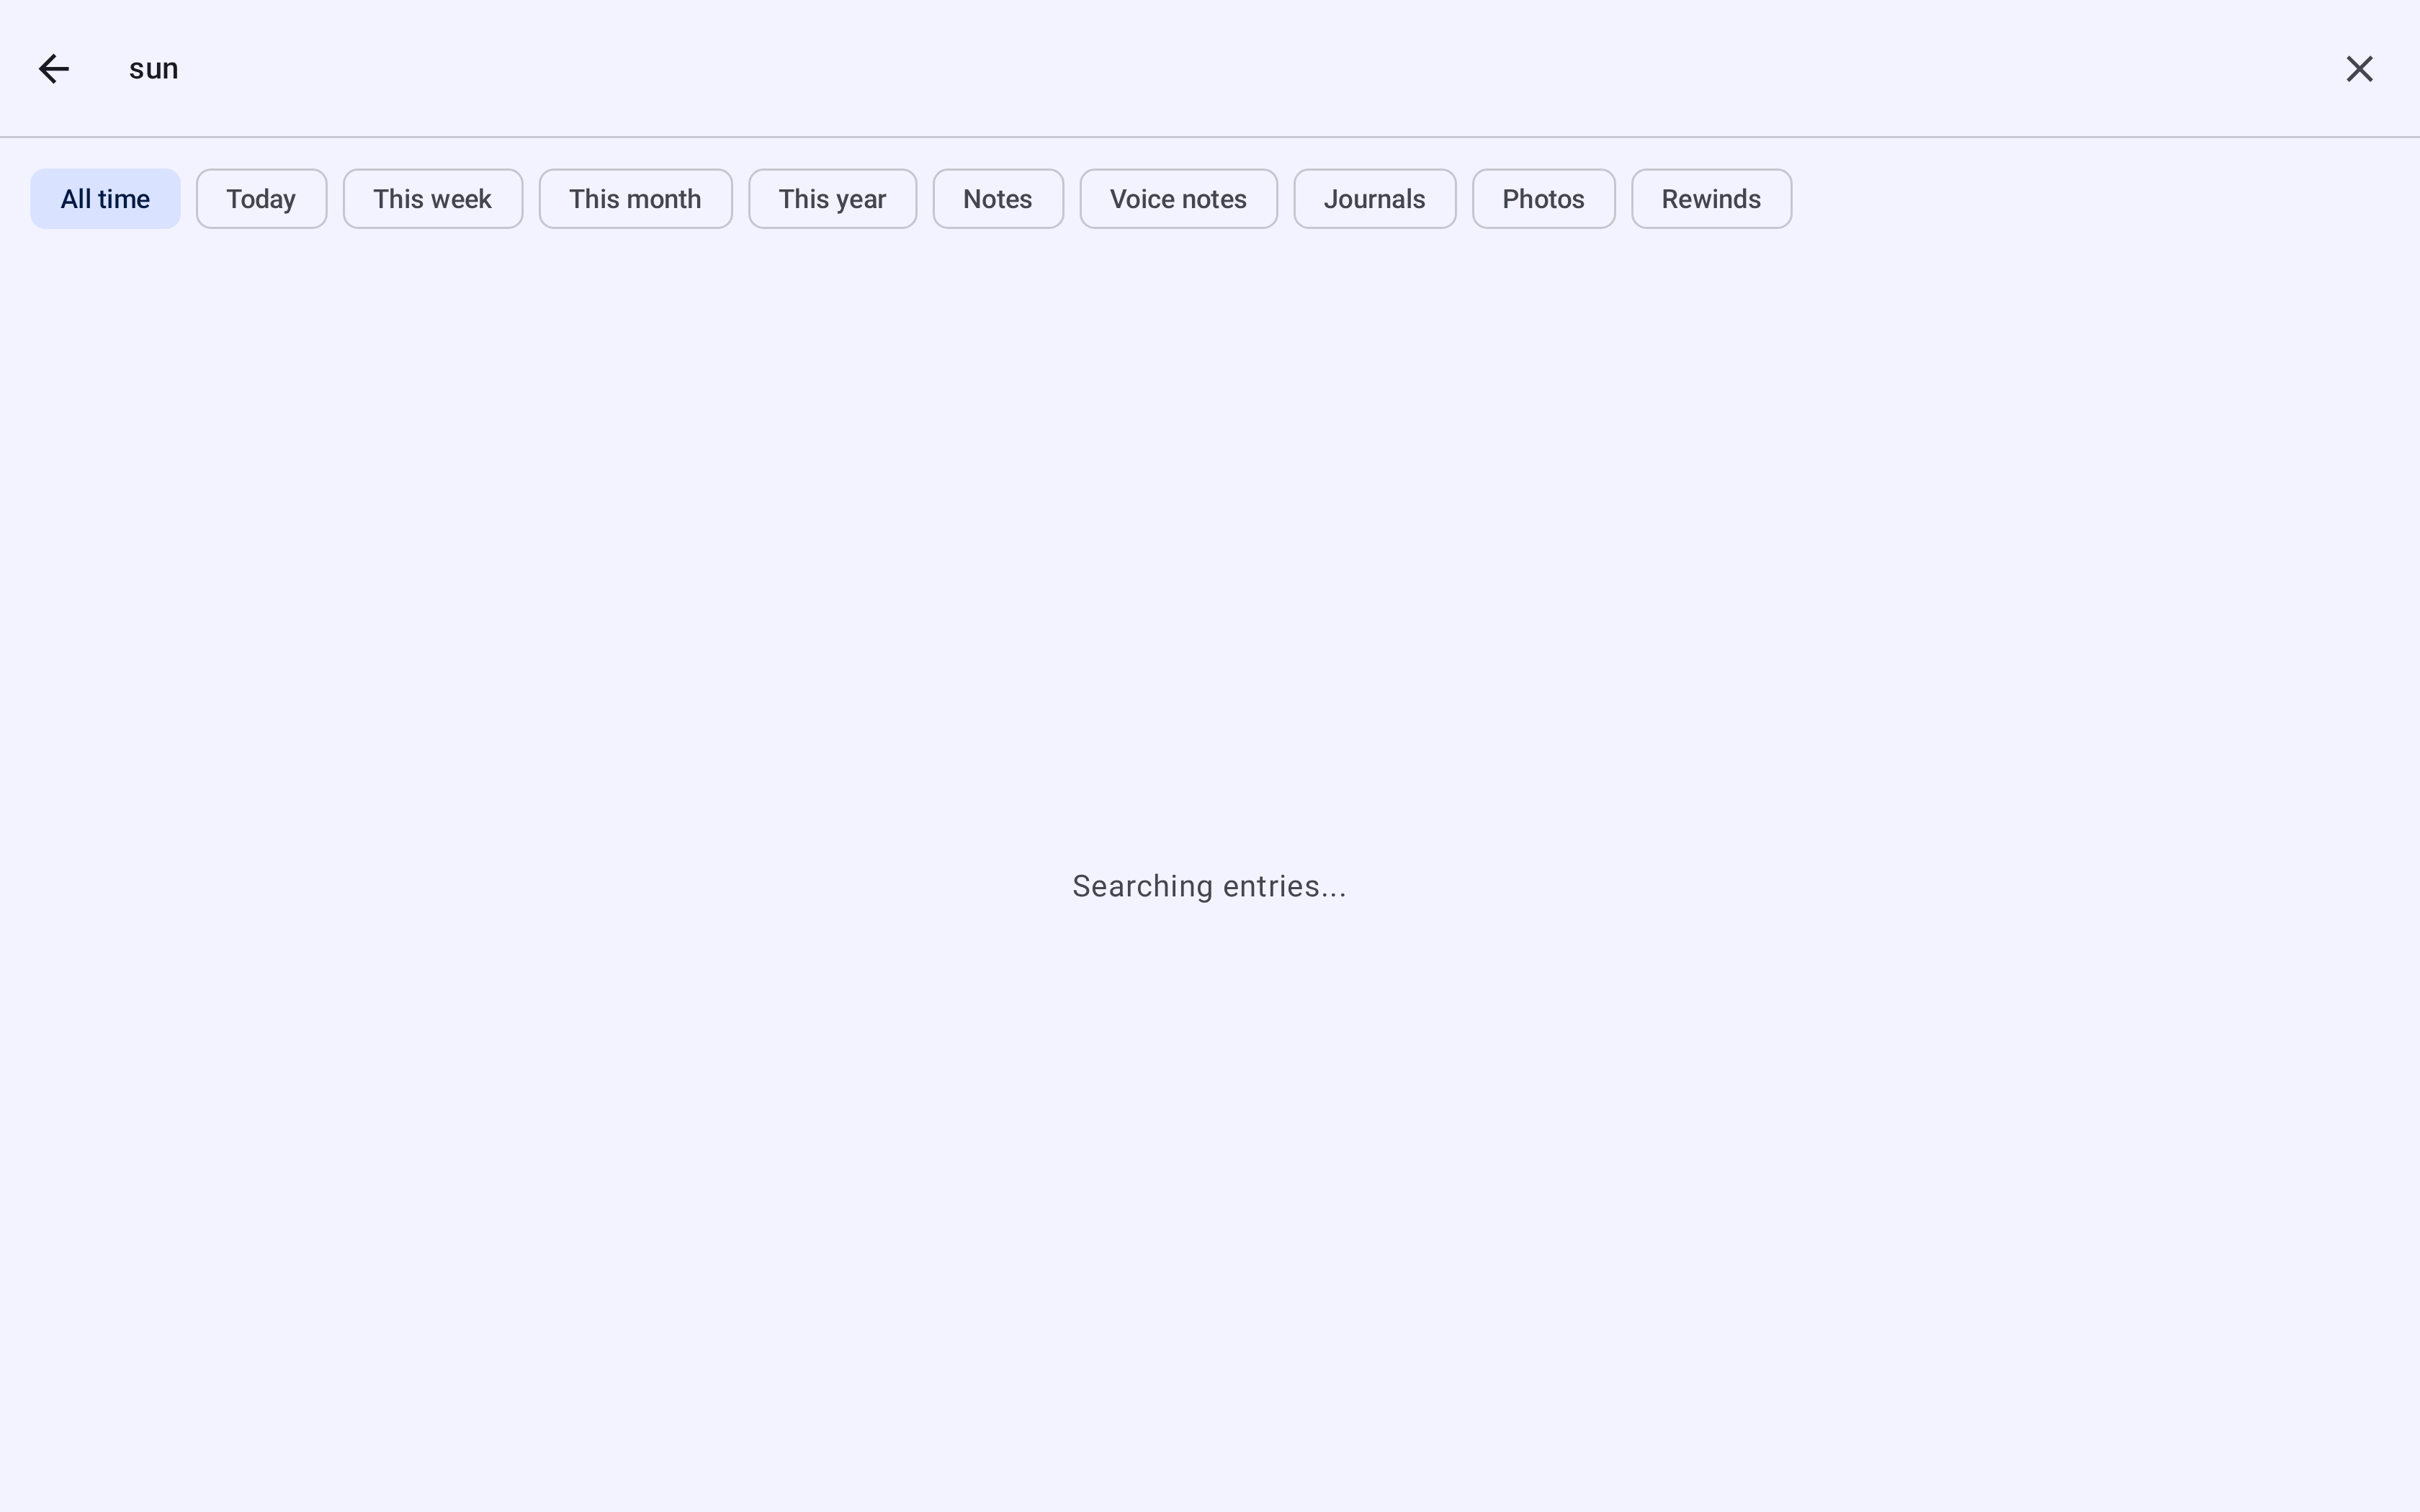 sun
All time Today This week This month This year Notes Voice notes Journals Photos Rewinds
Searching entries...